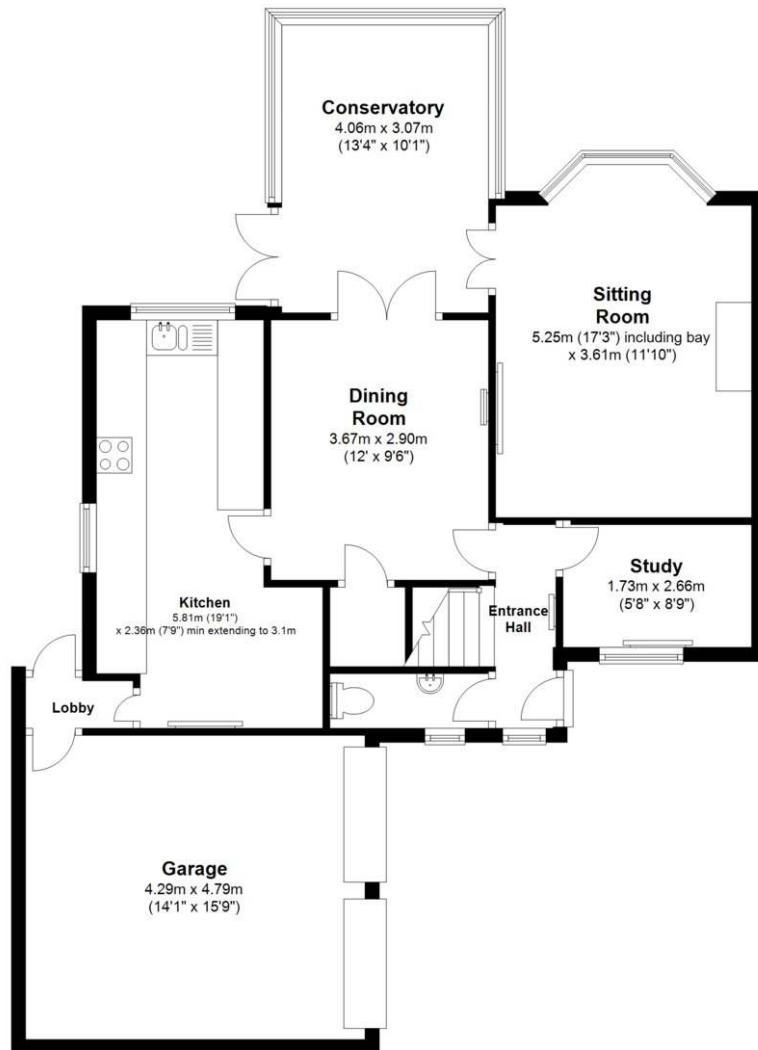 Conservatory
4.06m x 3.07m
(13'4" x 10'1")
Sitting
Room
5.25m (17'3") including bay
x 3.61m (11'10")
Dining
Room
3.67m x 2.90m
(12' x 9'6")
Kitchen
5.81m (19'1")
x 2.36m (7'9") min extending to 3.1m
Entrance
Hall
Study
1.73m x 2.66m
(5'8" x 8'9")
Lobby
Garage
4.29m x 4.79m
(14'1" x 15'9")